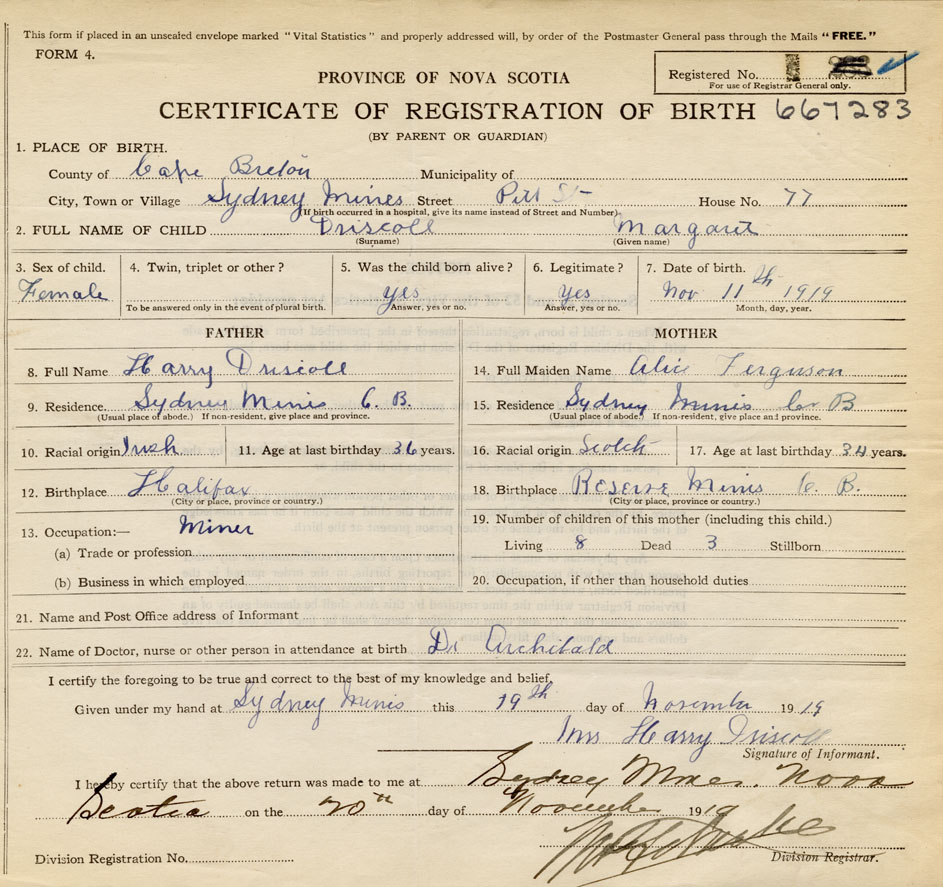 This form if placed in an unsealed envelope marked "Vital Statistics" and properly addressed will, by order of the Postmaster General pass through the Mails "FREE."
FORM 4.
Registered No.
For use of Registrar General only.
PROVINCE OF NOVA SCOTIA
CERTIFICATE OF REGISTRATION OF BIRTH 667283
(BY PARENT OR GUARDIAN)
1. PLACE OF BIRTH.
County of Cape Breton Municipality of
City, Town or Village Sydney Mines Street Pitt St House No. 77
(If birth occurred in a hospital, give its name instead of Street and Number)
2. FULL NAME OF CHILD Driscoll Margaret
(Surname) (Given name)
3. Sex of child. 4. Twin, triplet or other? 5. Was the child born alive? 6. Legitimate? 7. Date of birth.
Female yes Yes Nov 11th 1919
To be answered only in the event of plural birth. Answer, yes or no. Answer, yes or no. Month, day, year.
FATHER MOTHER
8. Full Name Harry Driscoll 14. Full Maiden Name Alice Ferguson
9. Residence. Sydney Mines C. B. 15. Residence Sydney Mines C B
(Usual place of abode.) If non-resident, give place and province. (Usual place of abode.) If non-resident, give place and province.
10. Racial origin Irish 11. Age at last birthday 36 years. 16. Racial origin Scotch 17. Age at last birthday 34 years.
12. Birthplace Halifax 18. Birthplace Reserve Mines C. B.
(City or place, province or country.) (City or place, province or country.)
13. Occupation:— Miner 19. Number of children of this mother (including this child.)
(a) Trade or profession Living 8 Dead 3 Stillborn
(b) Business in which employed 20. Occupation, if other than household duties
21. Name and Post Office address of Informant
22. Name of Doctor, nurse or other person in attendance at birth Dr Archibald
I certify the foregoing to be true and correct to the best of my knowledge and belief,
Given under my hand at Sydney Mines this 19th day of November 1919
Mrs Harry Driscoll
Signature of Informant.
I hereby certify that the above return was made to me at Sydney Mines, Nova
Scotia on the 20th day of November 1919
Division Registration No. Division Registrar.